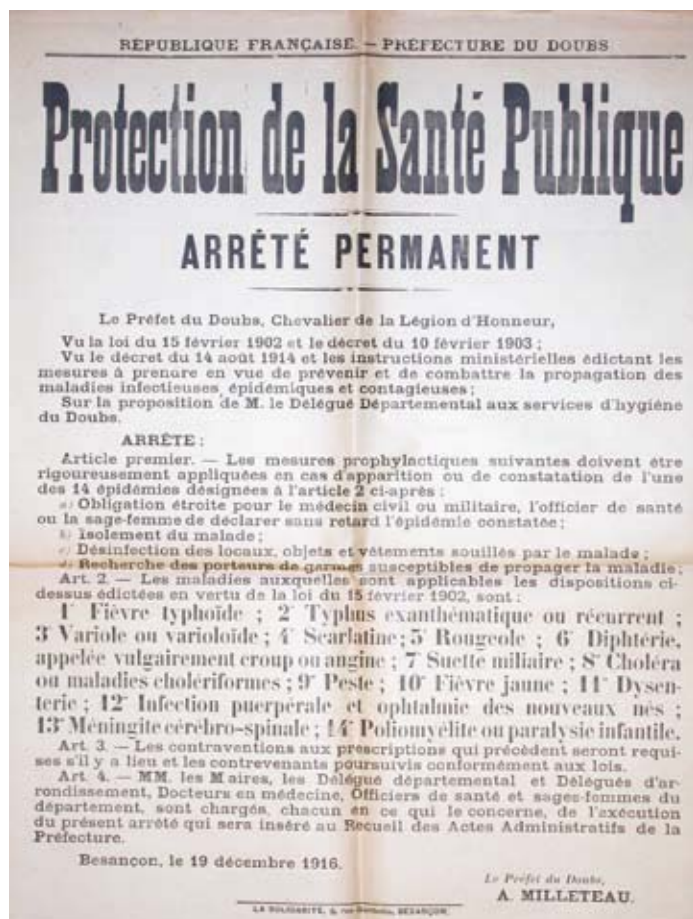 RÉPUBLIQUE FRANÇAISE. — PRÉFECTURE DU DOUBS
Protection de la Santé Publique
ARRÊTÉ PERMANENT
Le Préfet du Doubs, Chevalier de la Légion d'Honneur,
Vu la loi du 15 février 1902 et le décret du 10 février 1903 ;
Vu le décret du 14 août 1914 et les instructions ministérielles édictant les
mesures à prendre en vue de prévenir et de combattre la propagation des
maladies infectieuses, épidémiques et contagieuses ;
Sur la proposition de M. le Délégué Départemental aux services d'hygiène
du Doubs.
ARRÊTE :
Article premier. — Les mesures prophylactiques suivantes doivent être
rigoureusement appliquées en cas d'apparition ou de constatation de l'une
des 14 épidémies désignées à l'article 2 ci-après :
a) Obligation étroite pour le médecin civil ou militaire, l'officier de santé
ou la sage-femme de déclarer sans retard l'épidémie constatée ;
b) Isolement du malade ;
c) Désinfection des locaux, objets et vêtements souillés par le malade ;
d) Recherche des porteurs de germes susceptibles de propager la maladie ;
Art. 2. — Les maladies auxquelles sont applicables les dispositions ci-
dessus édictées en vertu de la loi du 15 février 1902, sont :
1° Fièvre typhoïde ; 2° Typhus exanthématique ou récurrent ;
3° Variole ou varioloïde ; 4° Scarlatine ; 5° Rougeole ; 6° Diphtérie,
appelée vulgairement croup ou angine ; 7° Suette miliaire ; 8° Choléra
ou maladies cholériformes ; 9° Peste ; 10° Fièvre jaune ; 11° Dysen-
terie ; 12° Infection puerpérale et ophtalmie des nouveaux nés ;
13° Méningite cérébro-spinale ; 14° Poliomyélite ou paralysie infantile.
Art. 3. — Les contraventions aux prescriptions qui précèdent seront requi-
ses s'il y a lieu et les contrevenants poursuivis conformément aux lois.
Art. 4. — MM. les Maires, les Délégué départemental et Délégués d'ar-
rondissement, Docteurs en médecine, Officiers de santé et sages-femmes du
département, sont chargés, chacun en ce qui le concerne, de l'exécution
du présent arrêté qui sera inséré au Recueil des Actes Administratifs de la
Préfecture.
Besançon, le 19 décembre 1916.
Le Préfet du Doubs,
A. MILLETEAU.
LA SOLIDARITÉ, BESANÇON